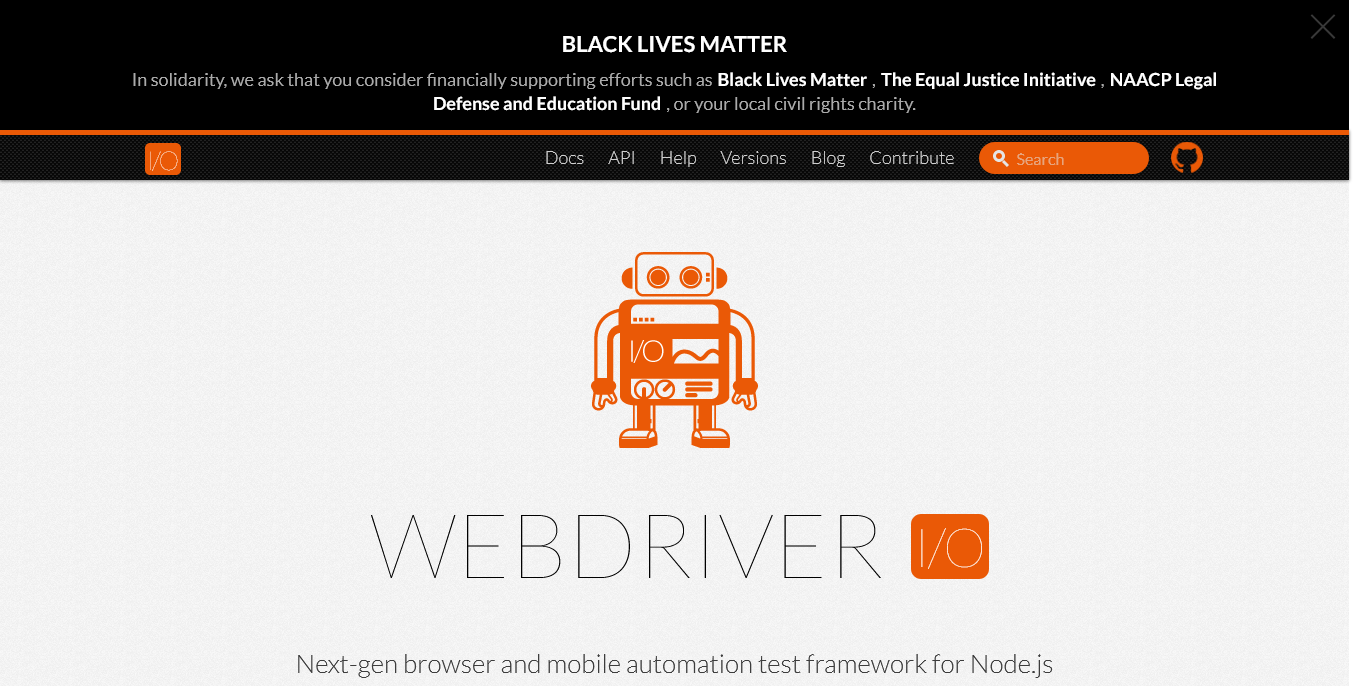 BLACK LIVES MATTER
In solidarity, we ask that you consider financially supporting efforts such as Black Lives Matter , The Equal Justice Initiative , NAACP Legal
Defense and Education Fund , or your local civil rights charity.
I/O Docs API Help Versions Blog Contribute Search
I/O
WEBDRIVER I/O
Next-gen browser and mobile automation test framework for Node.js